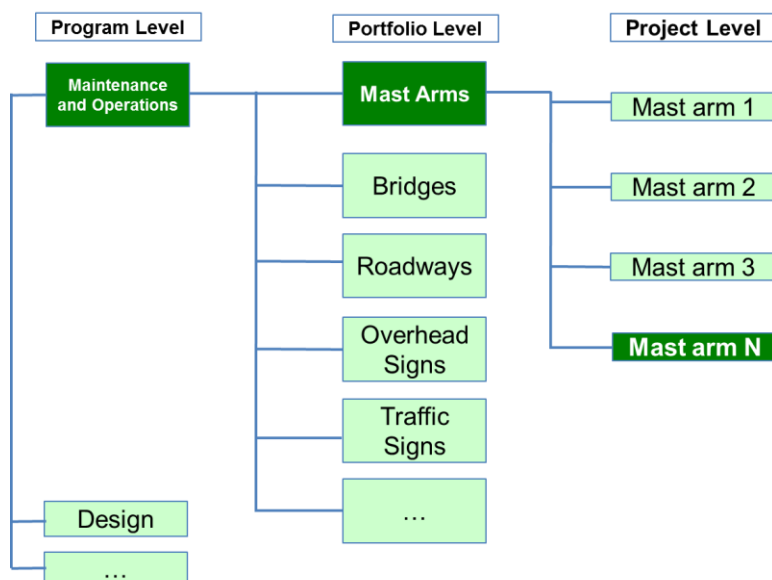 Program Level
Portfolio Level
Project Level
Maintenance
and Operations
Mast Arms
Mast arm 1
Bridges
Mast arm 2
Roadways
Mast arm 3
Overhead
Signs
Mast arm N
Traffic
Signs
Design
…
…